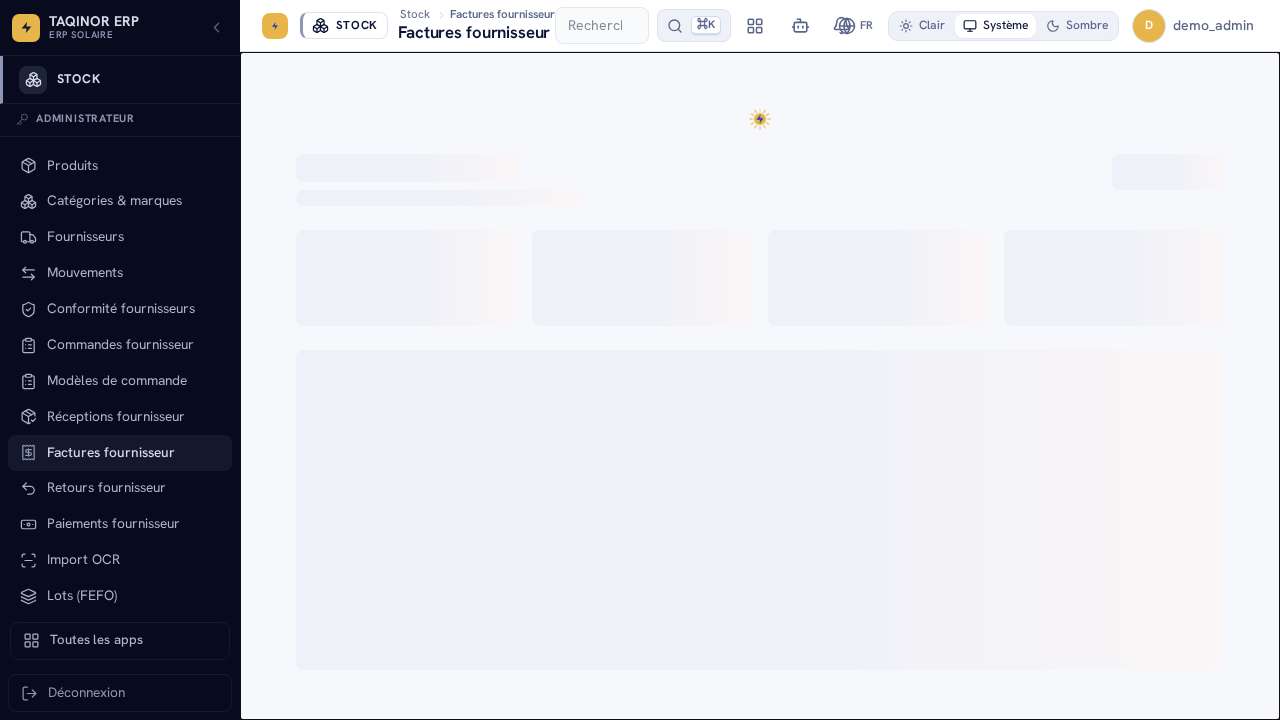 TAQINOR ERP
ERP SOLAIRE
STOCK
ADMINISTRATEUR
Produits
Catégories & marques
Fournisseurs
Mouvements
Conformité fournisseurs
Commandes fournisseur
Modèles de commande
Réceptions fournisseur
Factures fournisseur
Retours fournisseur
Paiements fournisseur
Import OCR
Lots (FEFO)
Toutes les apps
Déconnexion
STOCK
Stock
Factures fournisseur
Factures fournisseur
Recherc
⌘K
FR
Clair
Système
Sombre
D
demo_admin